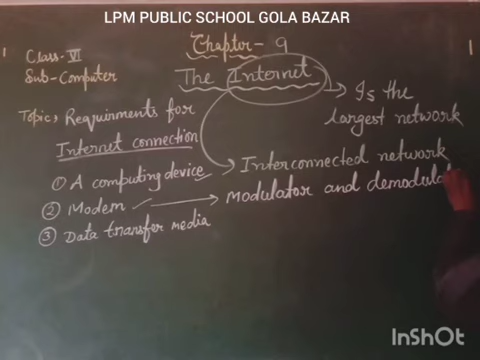 LPM PUBLIC SCHOOL GOLA BAZAR
Class-VI
Sub-Computer
Chapter-9
The Internet
Is the
largest network
Topic, Requirments for
Internet connection
① A computing device
② Modem
③ Data transfer media
Interconnected network
Modulator and demodulat
InShOt